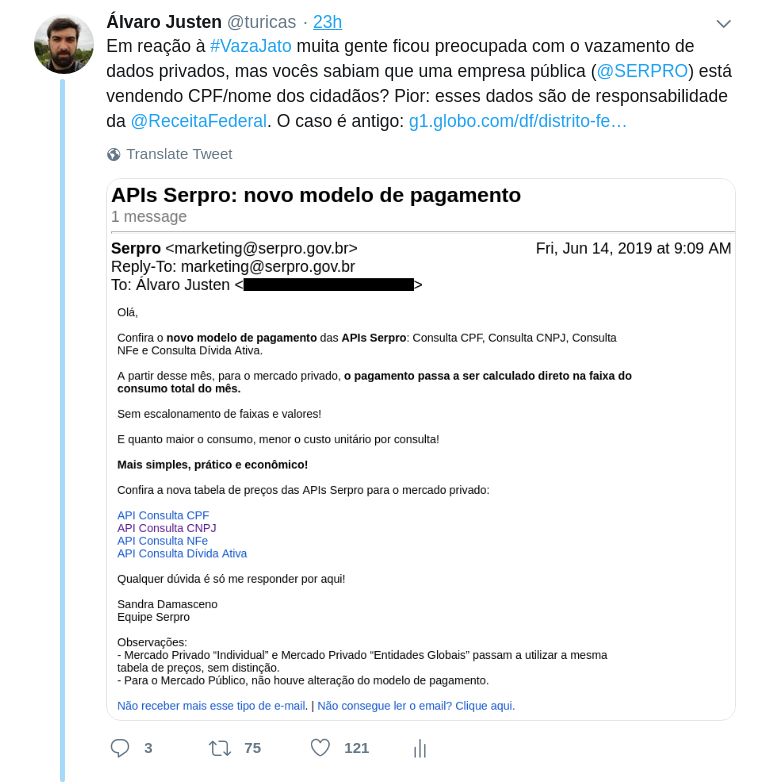 Álvaro Justen @turicas · 23h
Em reação à #VazaJato muita gente ficou preocupada com o vazamento de
dados privados, mas vocês sabiam que uma empresa pública (@SERPRO) está
vendendo CPF/nome dos cidadãos? Pior: esses dados são de responsabilidade
da @ReceitaFederal. O caso é antigo: g1.globo.com/df/distrito-fe…
Translate Tweet
APIs Serpro: novo modelo de pagamento
1 message
Serpro <marketing@serpro.gov.br> Fri, Jun 14, 2019 at 9:09 AM
Reply-To: marketing@serpro.gov.br
To: Álvaro Justen < >
Olá,
Confira o novo modelo de pagamento das APIs Serpro: Consulta CPF, Consulta CNPJ, Consulta
NFe e Consulta Dívida Ativa.
A partir desse mês, para o mercado privado, o pagamento passa a ser calculado direto na faixa do
consumo total do mês.
Sem escalonamento de faixas e valores!
E quanto maior o consumo, menor o custo unitário por consulta!
Mais simples, prático e econômico!
Confira a nova tabela de preços das APIs Serpro para o mercado privado:
API Consulta CPF
API Consulta CNPJ
API Consulta NFe
API Consulta Dívida Ativa
Qualquer dúvida é só me responder por aqui!
Sandra Damasceno
Equipe Serpro
Observações:
- Mercado Privado “Individual” e Mercado Privado “Entidades Globais” passam a utilizar a mesma
tabela de preços, sem distinção.
- Para o Mercado Público, não houve alteração do modelo de pagamento.
Não receber mais esse tipo de e-mail. | Não consegue ler o email? Clique aqui.
3 75 121